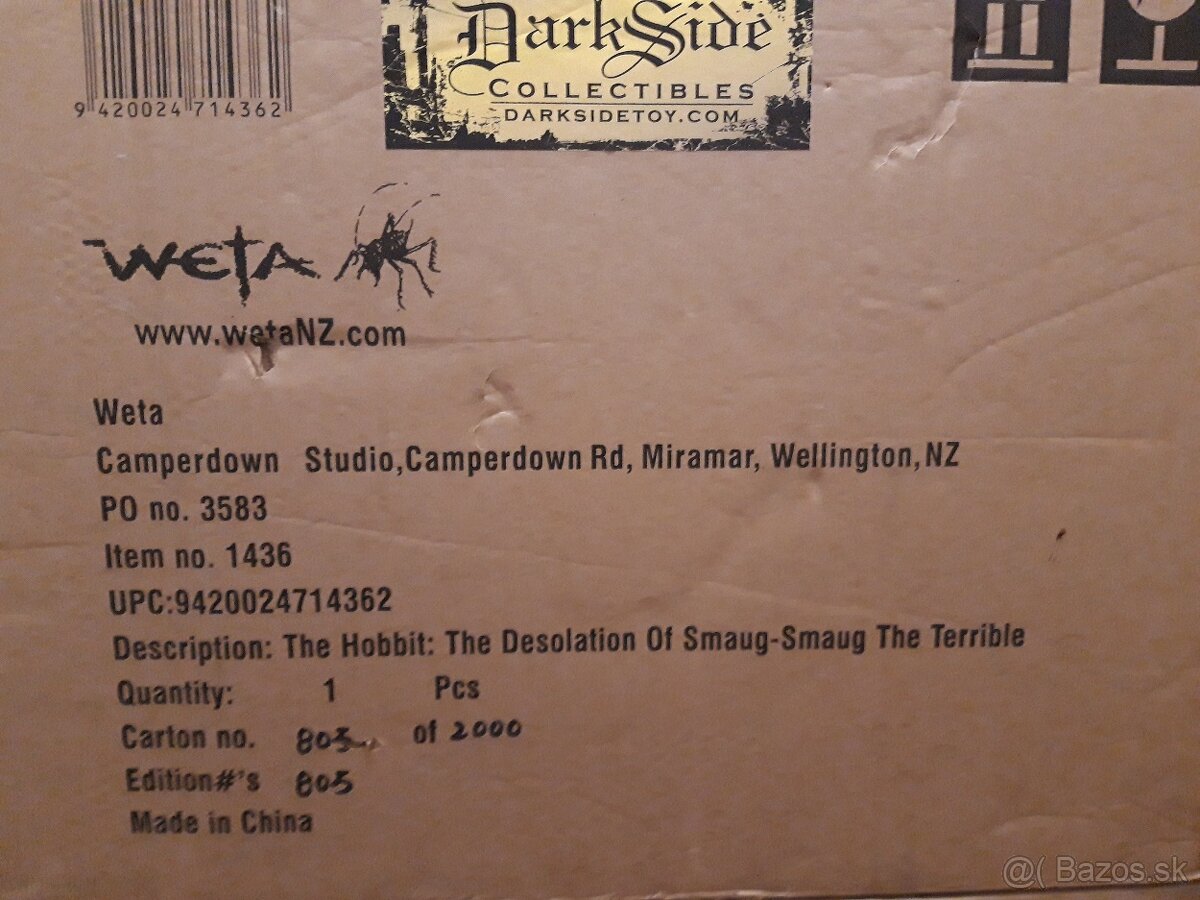 9 420024 714362
DarkSide
COLLECTIBLES
DARKSIDETOY.COM
WETA
www.wetaNZ.com
Weta
Camperdown Studio,Camperdown Rd, Miramar, Wellington,NZ
PO no. 3583
Item no. 1436
UPC:9420024714362
Description: The Hobbit: The Desolation Of Smaug-Smaug The Terrible
Quantity: 1 Pcs
Carton no. 805 of 2000
Edition#'s 805
Made in China
@( Bazos.sk